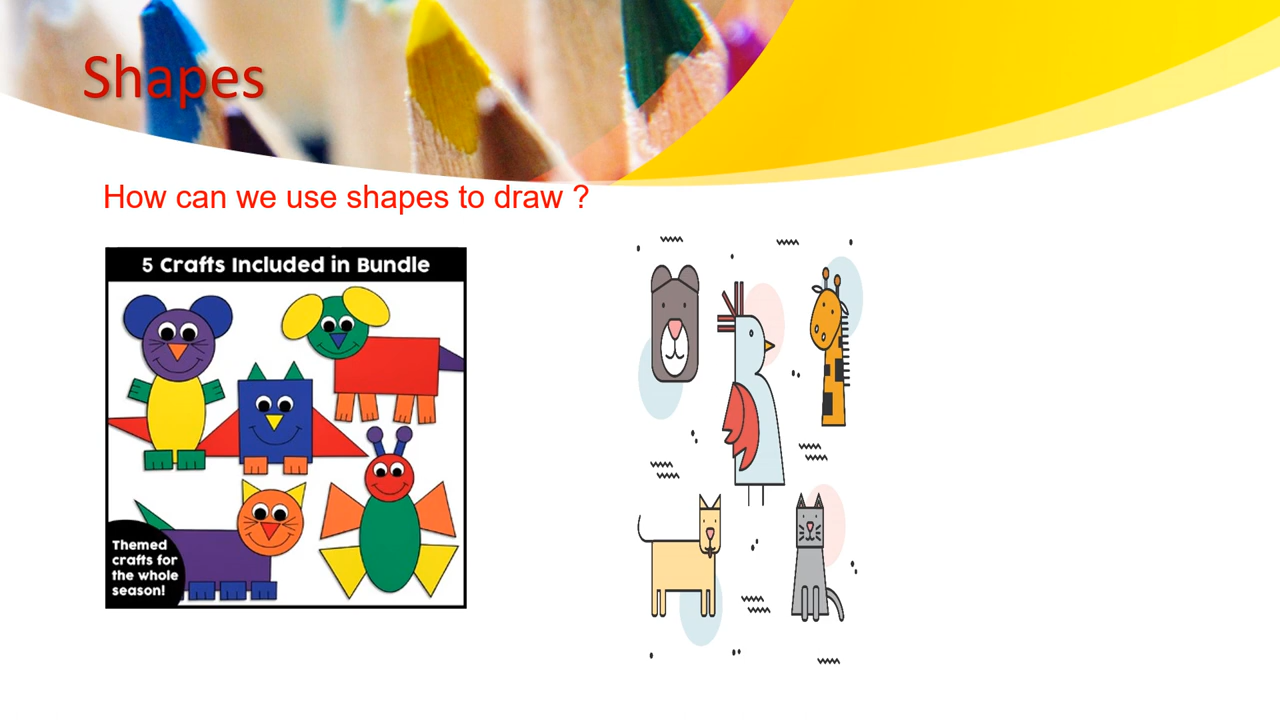 Shapes
How can we use shapes to draw ?
5 Crafts Included in Bundle
Themed
crafts for
the whole
season!